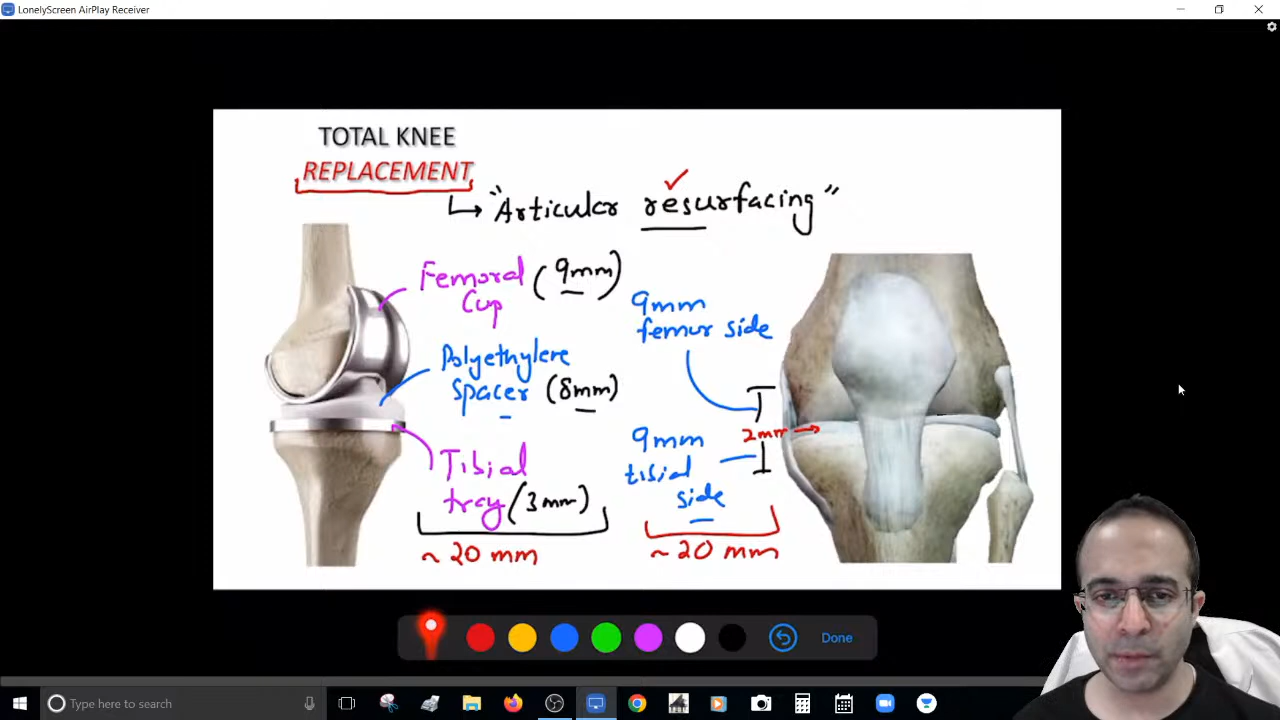 LonelyScreen AirPlay Receiver
TOTAL KNEE
REPLACEMENT
"Articular resurfacing"
Femoral (9mm)
Cup
Polyethylene
spacer (8mm)
Tibial
tray (3mm)
~ 20 mm
9mm
femur side
2mm
9mm
tibial
side
~ 20 mm
Done
Type here to search